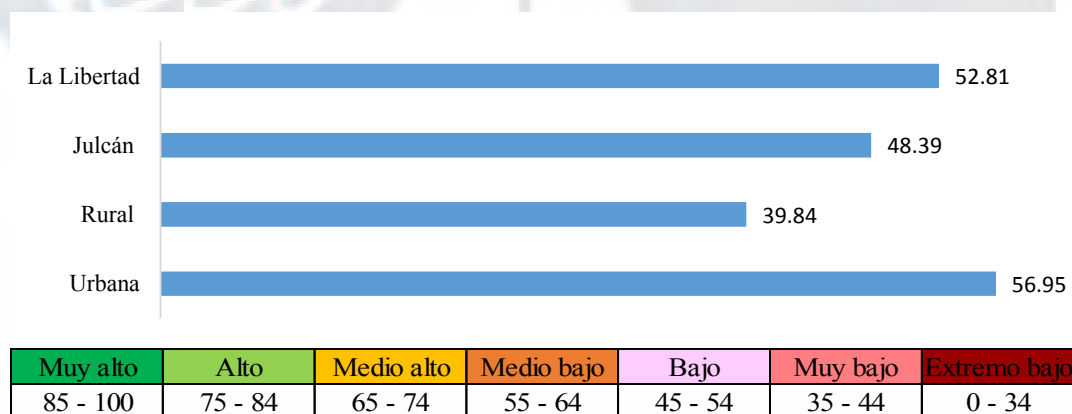 La Libertad 52.81
Julcán 48.39
Rural 39.84
Urbana 56.95
Muy alto Alto Medio alto Medio bajo Bajo Muy bajo Extremo bajo
85 - 100 75 - 84 65 - 74 55 - 64 45 - 54 35 - 44 0 - 34